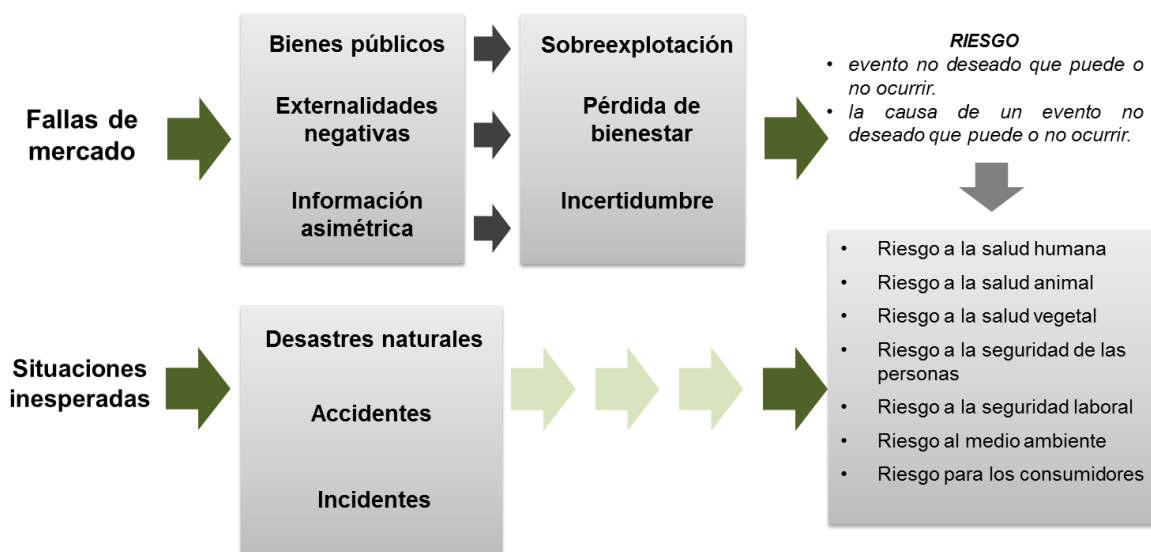 Fallas de
mercado
Bienes públicos
Externalidades
negativas
Información
asimétrica
Sobreexplotación
Pérdida de
bienestar
Incertidumbre
RIESGO
• evento no deseado que puede o
no ocurrir.
• la causa de un evento no
deseado que puede o no ocurrir.
Situaciones
inesperadas
Desastres naturales
Accidentes
Incidentes
• Riesgo a la salud humana
• Riesgo a la salud animal
• Riesgo a la salud vegetal
• Riesgo a la seguridad de las
personas
• Riesgo a la seguridad laboral
• Riesgo al medio ambiente
• Riesgo para los consumidores